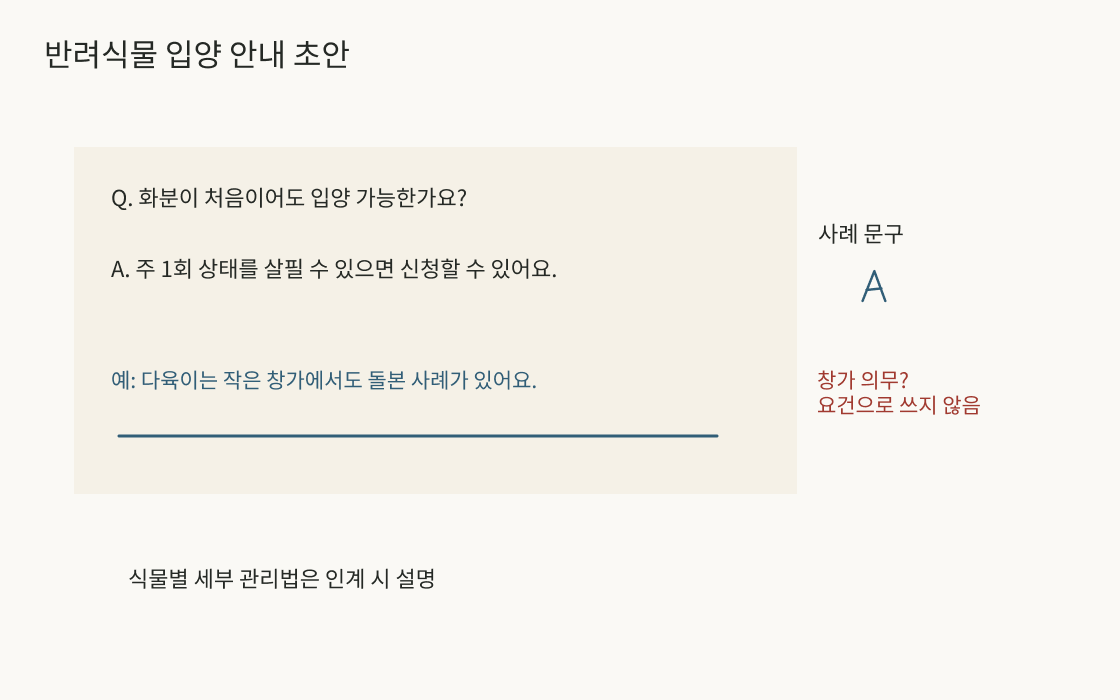 반려식물 입양 안내 초안
Q. 화분이 처음이어도 입양 가능한가요?
A. 주 1회 상태를 살필 수 있으면 신청할 수 있어요.
예: 다육이는 작은 창가에서도 돌본 사례가 있어요.
사례 문구
A
창가 의무?
요건으로 쓰지 않음
식물별 세부 관리법은 인계 시 설명